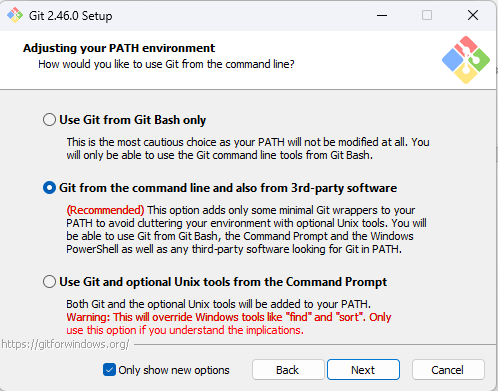 Git 2.46.0 Setup
Adjusting your PATH environment
How would you like to use Git from the command line?
Use Git from Git Bash only
This is the most cautious choice as your PATH will not be modified at all. You
will only be able to use the Git command line tools from Git Bash.
Git from the command line and also from 3rd-party software
(Recommended) This option adds only some minimal Git wrappers to your
PATH to avoid cluttering your environment with optional Unix tools. You will
be able to use Git from Git Bash, the Command Prompt and the Windows
PowerShell as well as any third-party software looking for Git in PATH.
Use Git and optional Unix tools from the Command Prompt
Both Git and the optional Unix tools will be added to your PATH.
Warning: This will override Windows tools like "find" and "sort". Only
use this option if you understand the implications.
https://gitforwindows.org/
Only show new options
Back
Next
Cancel